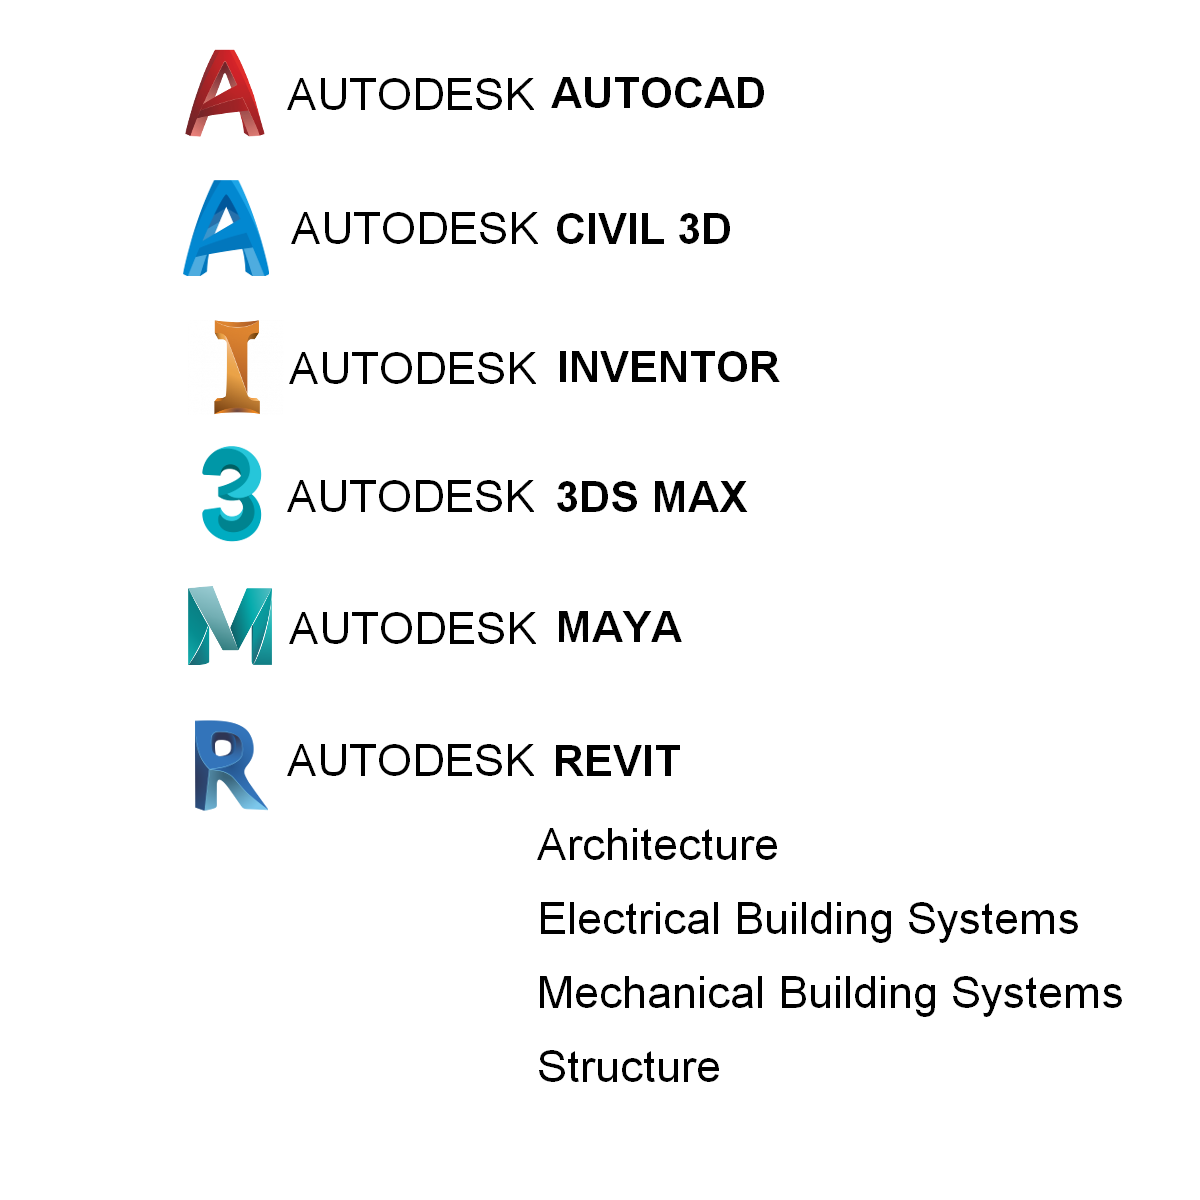 A AUTODESK AUTOCAD
A AUTODESK CIVIL 3D
I AUTODESK INVENTOR
3 AUTODESK 3DS MAX
M AUTODESK MAYA
R AUTODESK REVIT
Architecture
Electrical Building Systems
Mechanical Building Systems
Structure